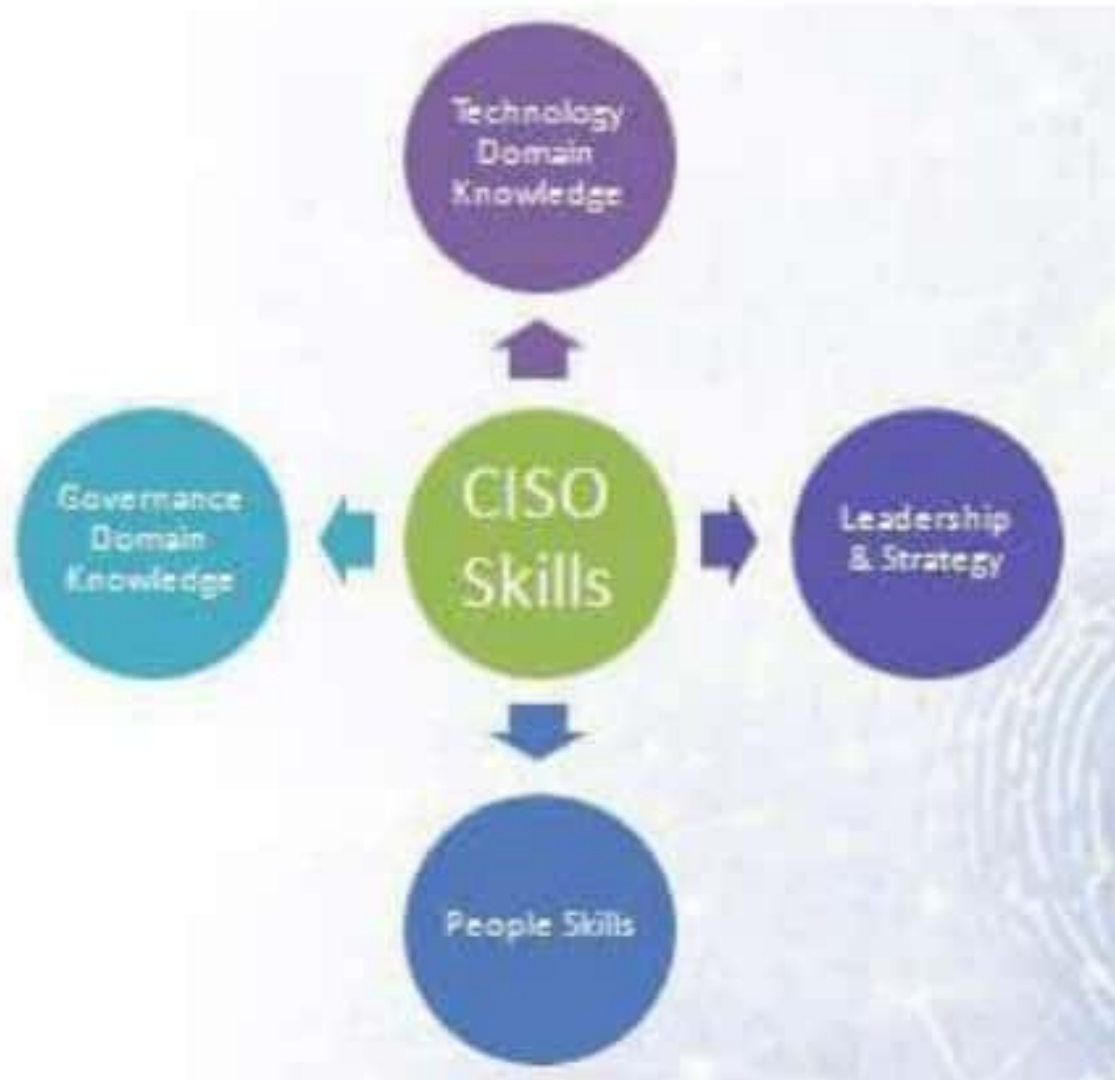 Technology
Domain
Knowledge
Governance
Domain
Knowledge
CISO
Skills
Leadership
& Strategy
People Skills